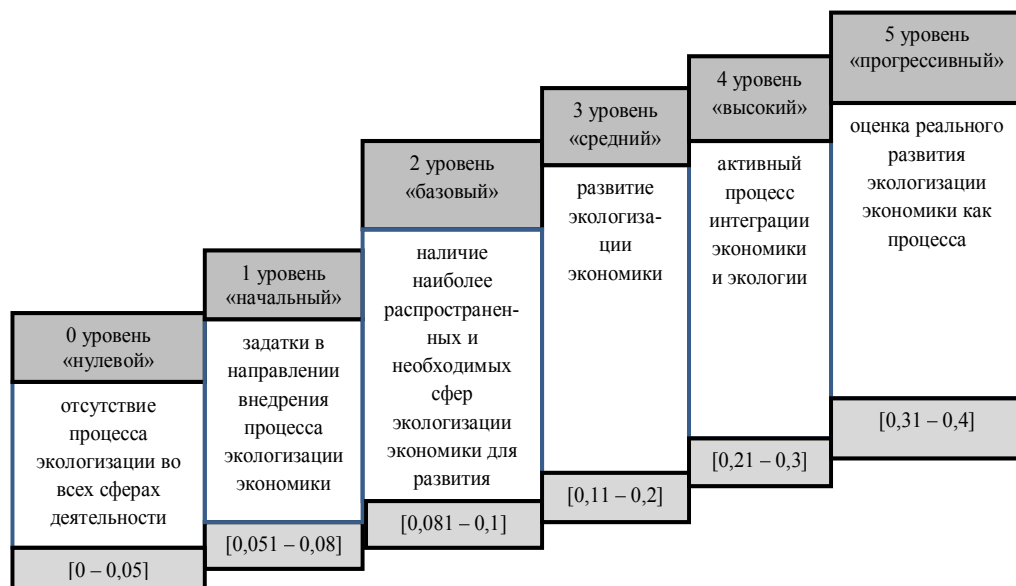 0 уровень
«нулевой»
отсутствие
процесса
экологизации во
всех сферах
деятельности
[0 – 0,05]
1 уровень
«начальный»
задатки в
направлении
внедрения
процесса
экологизации
экономики
[0,051 – 0,08]
2 уровень
«базовый»
наличие
наиболее
распространен-
ных и
необходимых
сфер
экологизации
экономики для
развития
[0,081 – 0,1]
3 уровень
«средний»
развитие
экологиза-
ции
экономики
[0,11 – 0,2]
4 уровень
«высокий»
активный
процесс
интеграции
экономики
и экологии
[0,21 – 0,3]
5 уровень
«прогрессивный»
оценка реального
развития
экологизации
экономики как
процесса
[0,31 – 0,4]